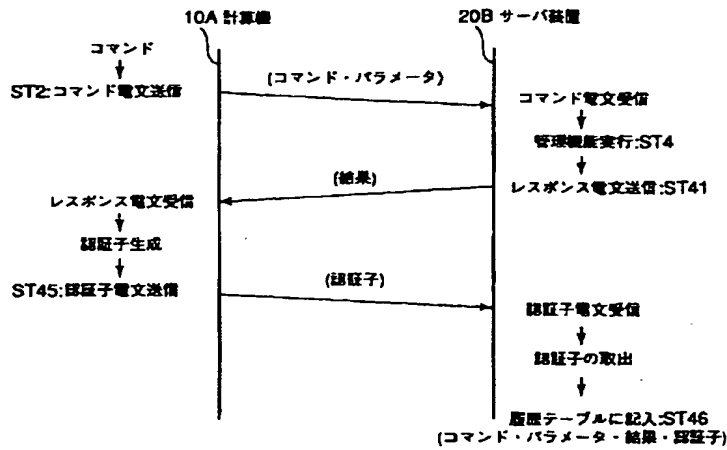 10A 計算機
20B サーバ装置
コマンド
ST2:コマンド電文送信
(コマンド・パラメータ)
コマンド電文受信
管理機能実行:ST4
(結果)
レスポンス電文送信:ST41
レスポンス電文受信
認証子生成
ST45:認証子電文送信
(認証子)
認証子電文受信
認証子の取出
履歴テーブルに記入:ST46
(コマンド・パラメータ・結果・認証子)